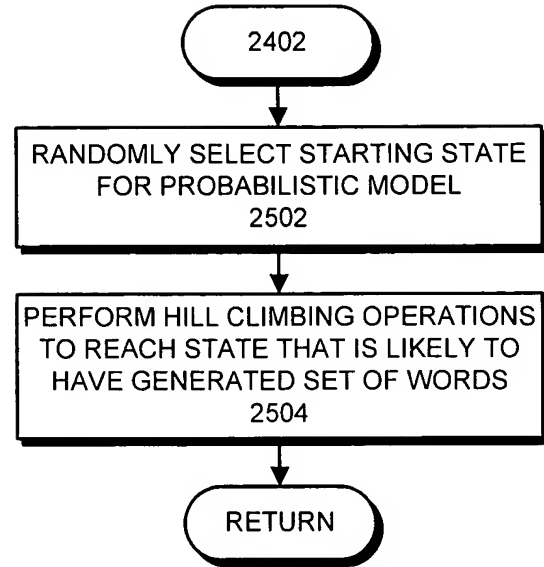 2402
RANDOMLY SELECT STARTING STATE
FOR PROBABILISTIC MODEL
2502
PERFORM HILL CLIMBING OPERATIONS
TO REACH STATE THAT IS LIKELY TO
HAVE GENERATED SET OF WORDS
2504
RETURN